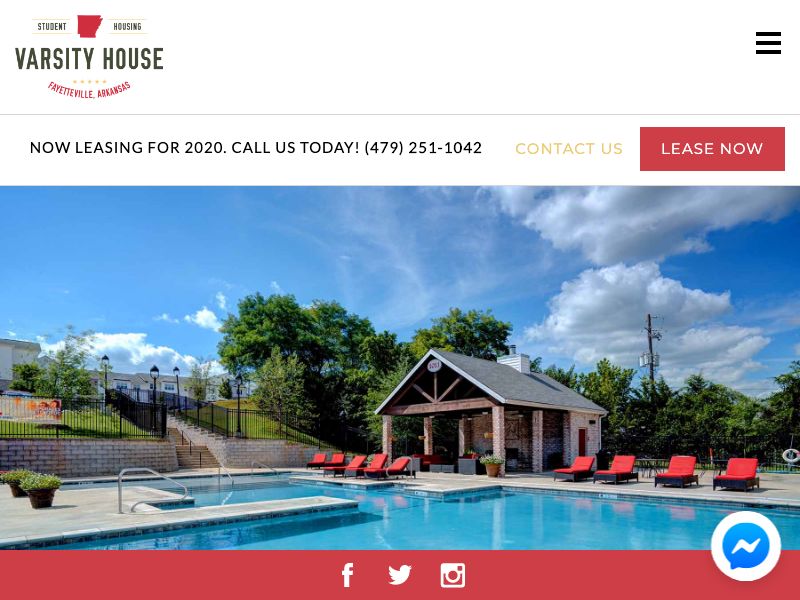 STUDENT HOUSING
VARSITY HOUSE
FAYETTEVILLE, ARKANSAS
NOW LEASING FOR 2020. CALL US TODAY! (479) 251-1042
CONTACT US
LEASE NOW